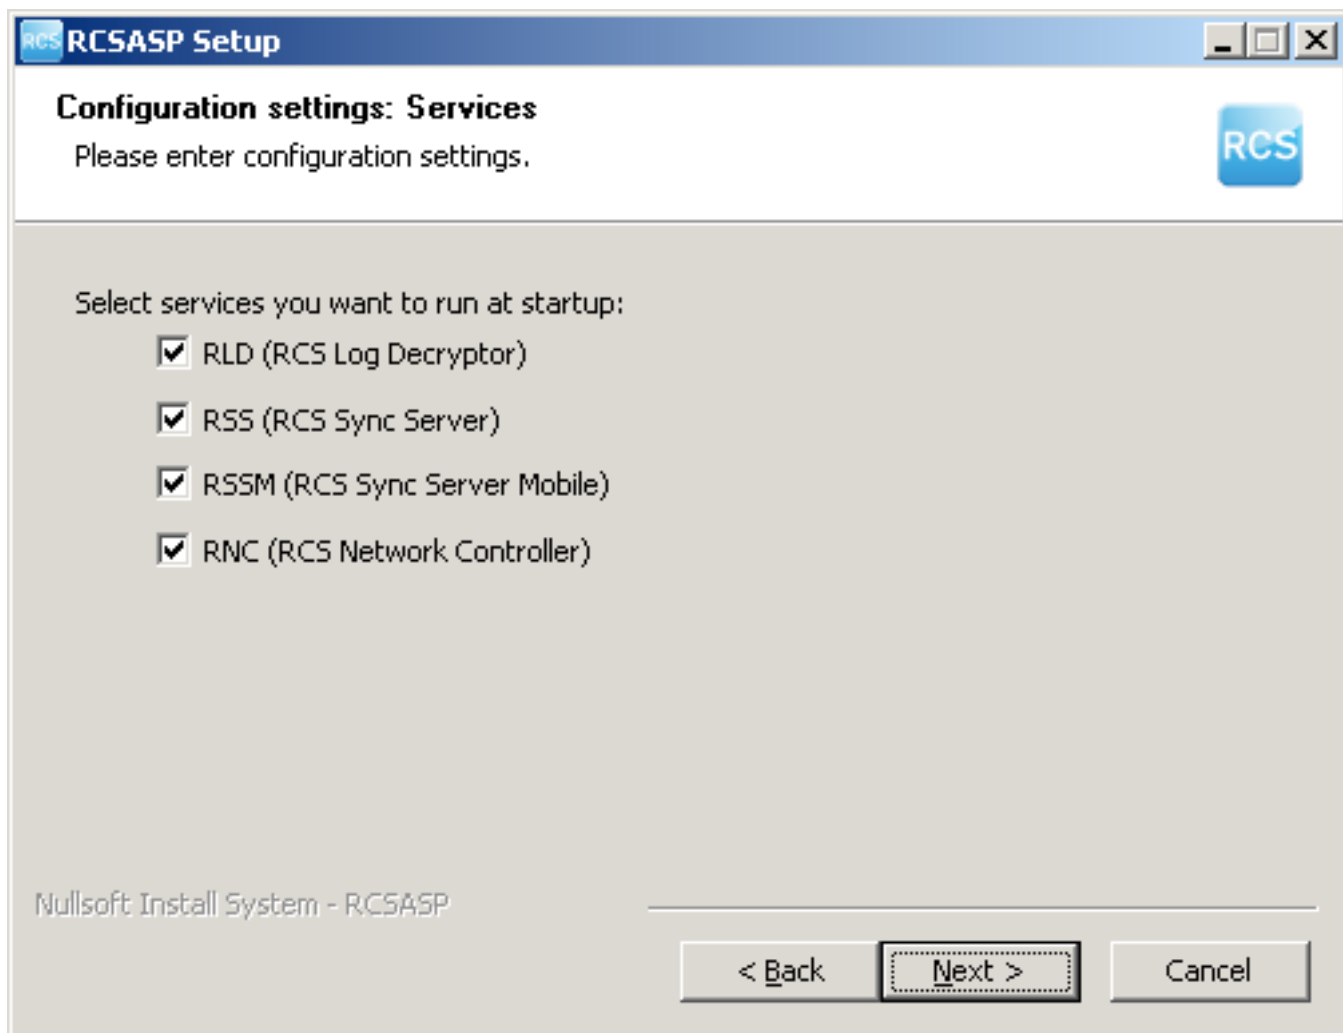 RCS RCSASP Setup
Configuration settings: Services
Please enter configuration settings.
RCS
Select services you want to run at startup:
RLD (RCS Log Decryptor)
RSS (RCS Sync Server)
RSSM (RCS Sync Server Mobile)
RNC (RCS Network Controller)
Nullsoft Install System - RCSASP
< Back Next > Cancel